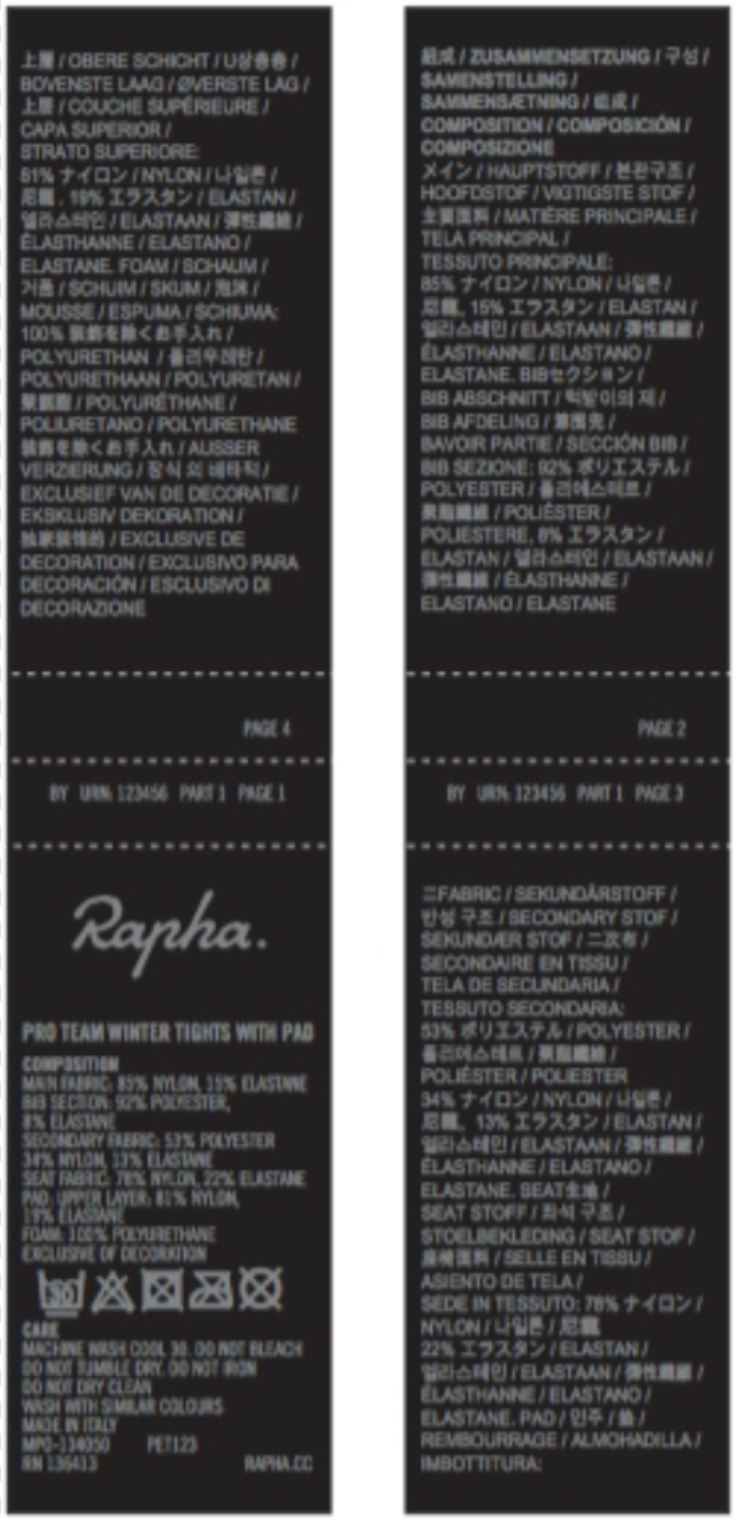 上層 / OBERE SCHICHT / U상층층 /
BOVENSTE LAAG / ØVERSTE LAG /
上层 / COUCHE SUPÉRIEURE /
CAPA SUPERIOR /
STRATO SUPERIORE:
81% ナイロン / NYLON / 나일론 /
尼龍, 19% エラスタン / ELASTAN /
엘라스테인 / ELASTAAN / 彈性纖維 /
ÉLASTHANNE / ELASTANO /
ELASTANE. FOAM / SCHAUM /
거품 / SCHUIM / SKUM / 泡沫 /
MOUSSE / ESPUMA / SCHIUMA:
100% 装飾を除くお手入れ /
POLYURETHAN / 폴리우레탄 /
POLYURETHAAN / POLYURETAN /
/ POLYURÉTHANE /
POLIURETANO / POLYURETHANE
装飾を除くお手入れ / AUSSER
VERZIERUNG / 장식 의 배타적 /
EXCLUSIEF VAN DE DECORATIE /
EKSKLUSIV DEKORATION /
/ EXCLUSIVE DE
DECORATION / EXCLUSIVO PARA
DECORACIÓN / ESCLUSIVO DI
DECORAZIONE
PAGE 4
BY URN: 123456 PART 1 PAGE 1
Rapha.
PRO TEAM WINTER TIGHTS WITH PAD
COMPOSITION
MAIN FABRIC: 85% NYLON, 15% ELASTANE
BIB SECTION: 92% POLYESTER,
8% ELASTANE
SECONDARY FABRIC: 53% POLYESTER
34% NYLON, 13% ELASTANE
SEAT FABRIC: 78% NYLON, 22% ELASTANE
PAD: UPPER LAYER: 81% NYLON,
19% ELASTANE
FOAM: 100% POLYURETHANE
EXCLUSIVE OF DECORATION
30
CARE
MACHINE WASH COOL 30. DO NOT BLEACH
DO NOT TUMBLE DRY. DO NOT IRON
DO NOT DRY CLEAN
WASH WITH SIMILAR COLOURS
MADE IN ITALY
MPO-134050 PET123
RN 136413 RAPHA.CC
組成 / ZUSAMMENSETZUNG / 구성 /
SAMENSTELLING /
SAMMENSÆTNING / 組成 /
COMPOSITION / COMPOSICIÓN /
COMPOSIZIONE
メイン / HAUPTSTOFF / 본관구조 /
HOOFDSTOF / VIGTIGSTE STOF /
主要面料 / MATIÈRE PRINCIPALE /
TELA PRINCIPAL /
TESSUTO PRINCIPALE:
85% ナイロン / NYLON / 나일론 /
尼龍, 15% エラスタン / ELASTAN /
엘라스테인 / ELASTAAN / 彈性纖維 /
ÉLASTHANNE / ELASTANO /
ELASTANE. BIBセクション /
BIB ABSCHNITT / 턱받이의 제 /
BIB AFDELING /
BAVOIR PARTIE / SECCIÓN BIB /
BIB SEZIONE: 92% ポリエステル /
POLYESTER / 폴리에스테르 /
聚酯纖維 / POLIÉSTER /
POLIESTERE, 8% エラスタン /
ELASTAN / 엘라스테인 / ELASTAAN /
彈性纖維 / ÉLASTHANNE /
ELASTANO / ELASTANE
PAGE 2
BY URN: 123456 PART 1 PAGE 3
二FABRIC / SEKUNDÄRSTOFF /
반성 구조 / SECONDARY STOF /
SEKUNDÆR STOF / 二次布 /
SECONDAIRE EN TISSU /
TELA DE SECUNDARIA /
TESSUTO SECONDARIA:
53% ポリエステル / POLYESTER /
폴리에스테르 / 聚酯纖維 /
POLIÉSTER / POLIESTER
34% ナイロン / NYLON / 나일론 /
尼龍, 13% エラスタン / ELASTAN /
엘라스테인 / ELASTAAN / 彈性纖維 /
ÉLASTHANNE / ELASTANO /
ELASTANE. SEAT生地 /
SEAT STOFF / 좌석 구조 /
STOELBEKLEDING / SEAT STOF /
座椅面料 / SELLE EN TISSU /
ASIENTO DE TELA /
SEDE IN TESSUTO: 78% ナイロン /
NYLON / 나일론 / 尼龍
22% エラスタン / ELASTAN /
엘라스테인 / ELASTAAN / 彈性纖維 /
ÉLASTHANNE / ELASTANO /
ELASTANE. PAD / 민주 / 垫 /
REMBOURRAGE / ALMOHADILLA /
IMBOTTITURA: